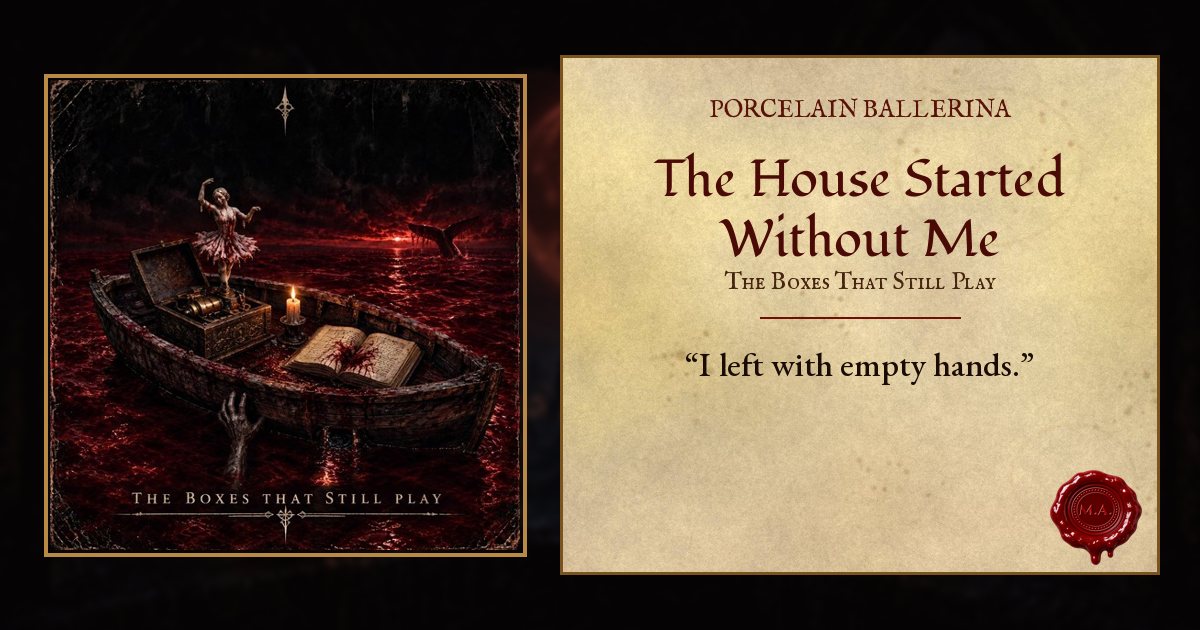 The Boxes that Still play
PORCELAIN BALLERINA
The House Started
Without Me
The Boxes That Still Play
“I left with empty hands.”
M.A.